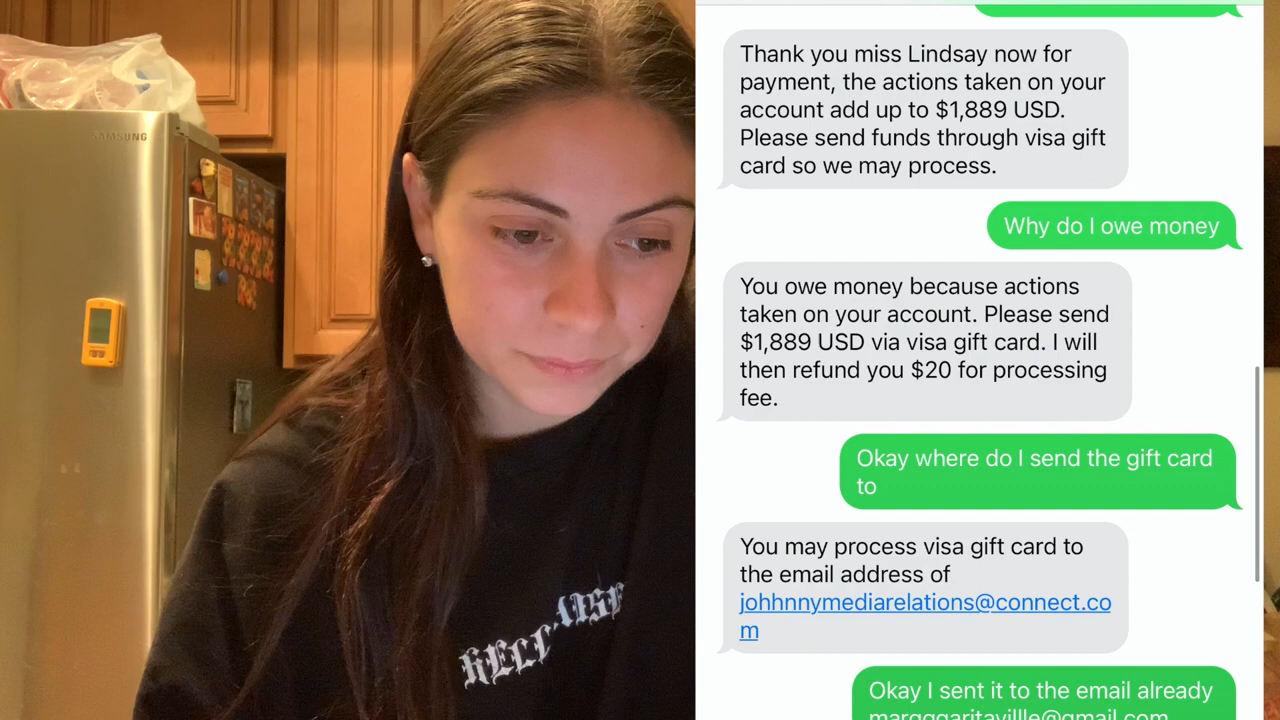 SAMSUNG
Thank you miss Lindsay now for
payment, the actions taken on your
account add up to $1,889 USD.
Please send funds through visa gift
card so we may process.
Why do I owe money
You owe money because actions
taken on your account. Please send
$1,889 USD via visa gift card. I will
then refund you $20 for processing
fee.
Okay where do I send the gift card
to
You may process visa gift card to
the email address of
johhnnymediarelations@connect.co
m
Okay I sent it to the email already
margggaritavillle@gmail.com